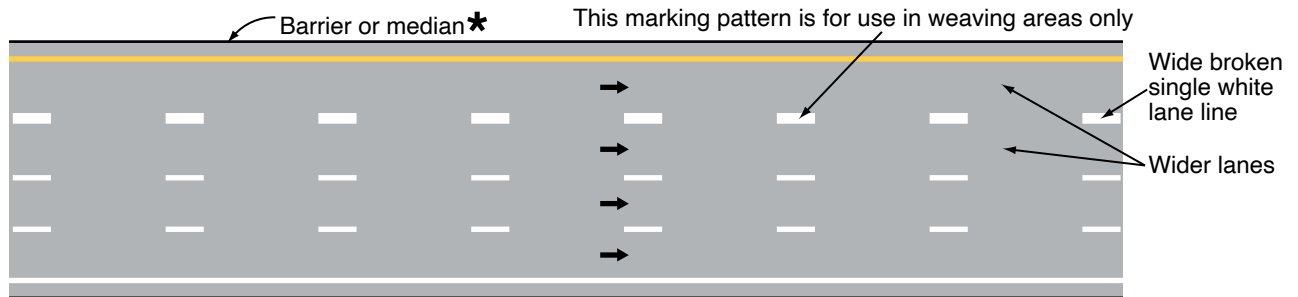 Barrier or median*
This marking pattern is for use in weaving areas only
Wide broken
single white
lane line
Wider lanes